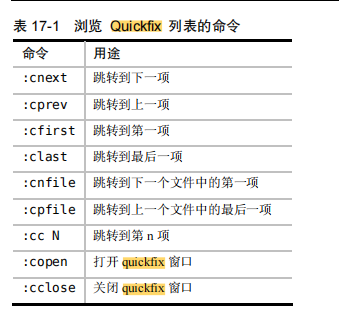 表 17-1 浏览 Quickfix 列表的命令
命令 用途
:cnext 跳转到下一项
:cprev 跳转到上一项
:cfirst 跳转到第一项
:clast 跳转到最后一项
:cnfile 跳转到下一个文件中的第一项
:cpfile 跳转到上一个文件中的最后一项
:cc N 跳转到第 n 项
:copen 打开 quickfix 窗口
:cclose 关闭 quickfix 窗口